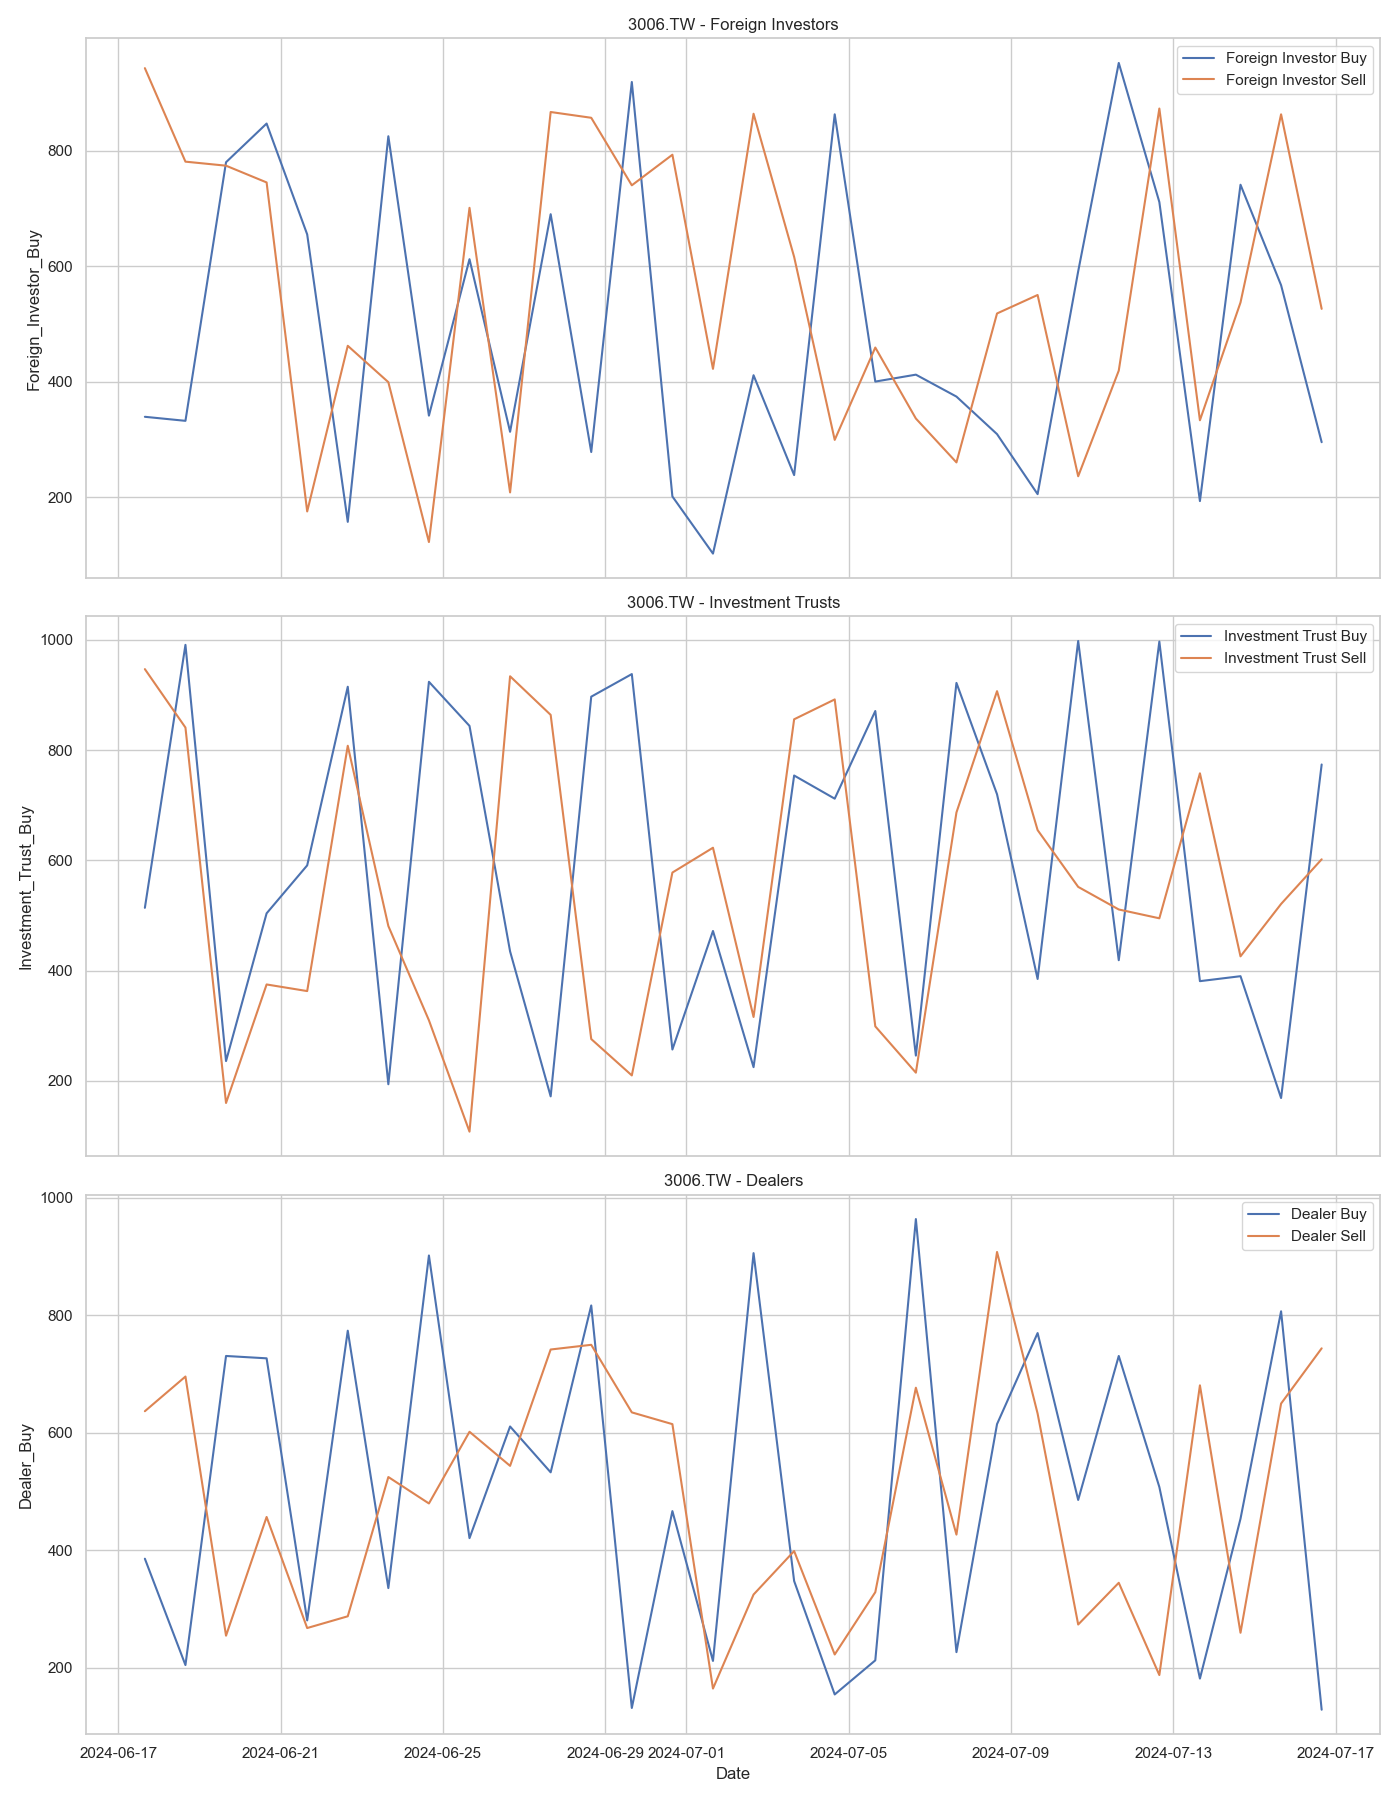 3006.TW - Foreign Investors
Foreign Investor Buy
Foreign Investor Sell
Foreign_Investor_Buy
800
600
400
200
3006.TW - Investment Trusts
Investment Trust Buy
Investment Trust Sell
Investment_Trust_Buy
1000
800
600
400
200
3006.TW - Dealers
Dealer Buy
Dealer Sell
Dealer_Buy
1000
800
600
400
200
2024-06-17 2024-06-21 2024-06-25 2024-06-29 2024-07-01 2024-07-05 2024-07-09 2024-07-13 2024-07-17
Date